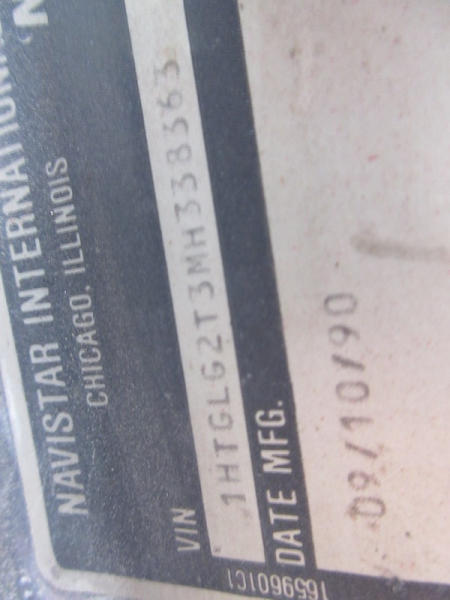 NAVISTAR INTERNATIONA
CHICAGO, ILLINOIS
VIN 1HTGLG2T3MH338363
DATE MFG.
09/10/90
1659601C1